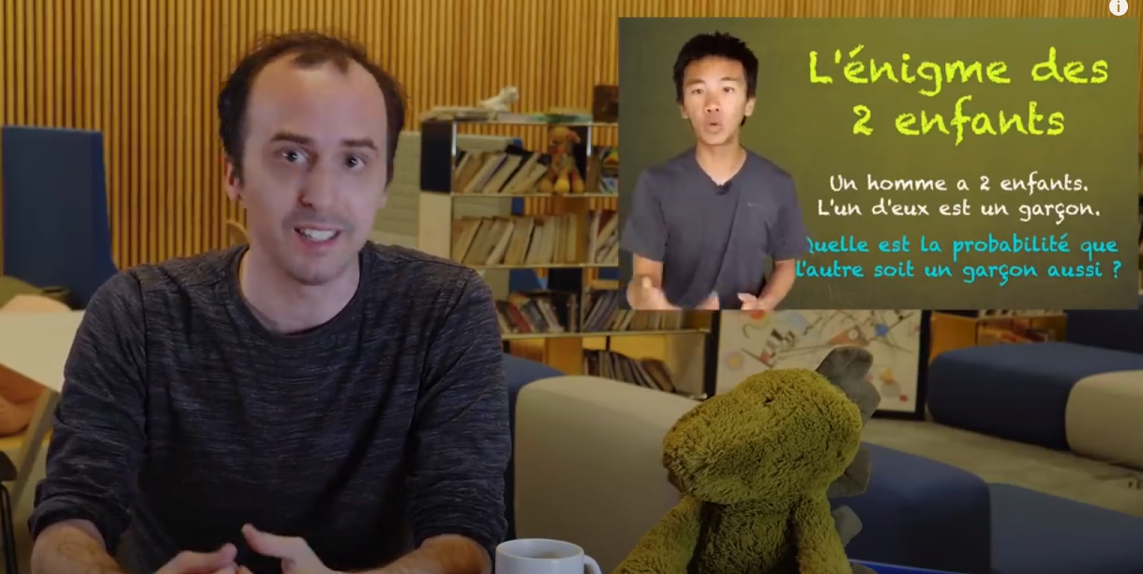 L'énigme des
2 enfants
Un homme a 2 enfants.
L'un d'eux est un garçon.
Quelle est la probabilité que
l'autre soit un garçon aussi ?